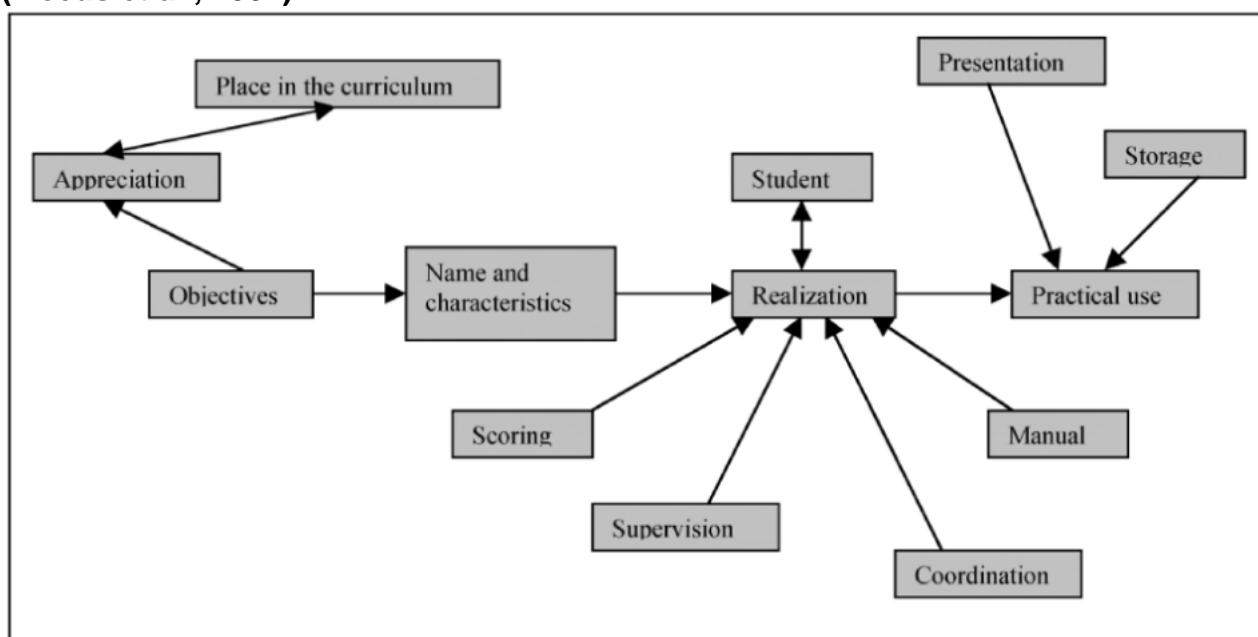 Place in the curriculum
Presentation
Appreciation
Student
Storage
Objectives
Name and
characteristics
Realization
Practical use
Scoring
Manual
Supervision
Coordination